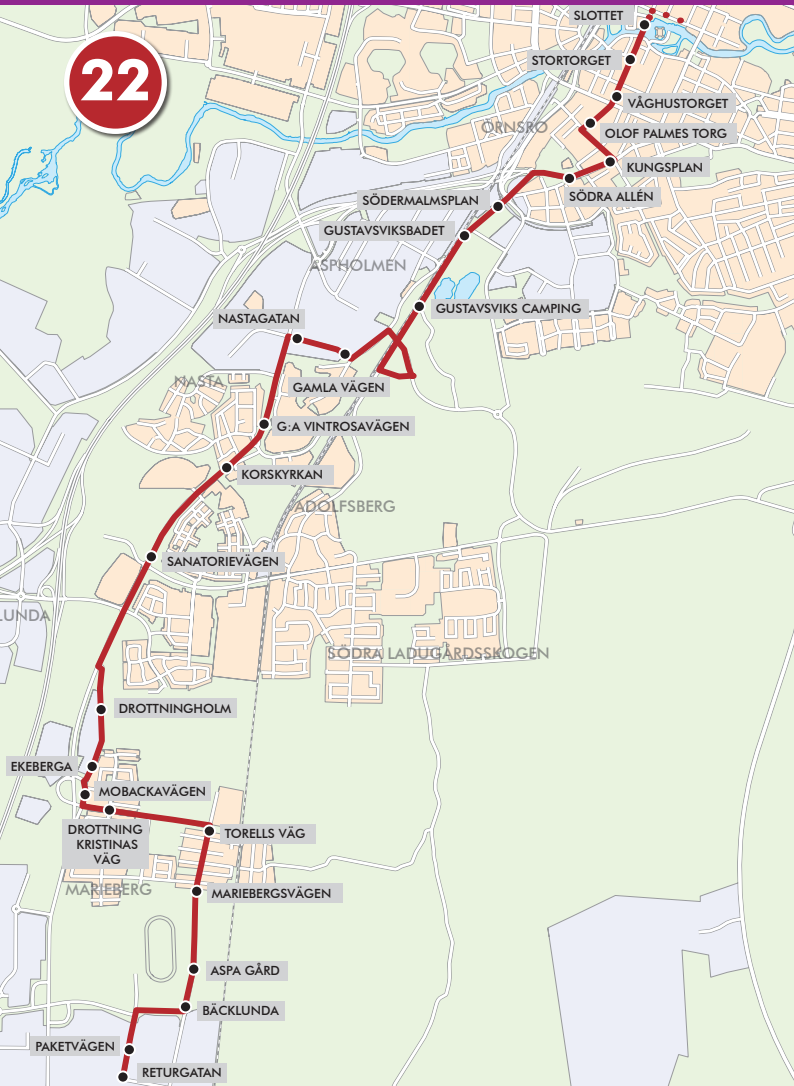 22
SLOTTET
STORTORGET
VÅGHUSTORGET
ÖRNSRO
OLOF PALMES TORG
KUNGSPLAN
SÖDRA ALLÉN
SÖDERMALMSPLAN
GUSTAVSVIKSBADET
ASPHOLMEN
GUSTAVSVIKS CAMPING
NASTAGATAN
NASTA
GAMLA VÄGEN
G:A VINTROSAVÄGEN
KORSKYRKAN
ADOLFSBERG
SANATORIEVÄGEN
LUNDA
SÖDRA LADUGÅRDSSKOGEN
DROTTNINGHOLM
EKEBERGA
MOBACKAVÄGEN
DROTTNING
KRISTINAS
VÄG
TORELLS VÄG
MARIEBERG
MARIEBERGSVÄGEN
ASPA GÅRD
BÄCKLUNDA
PAKETVÄGEN
RETURGATAN